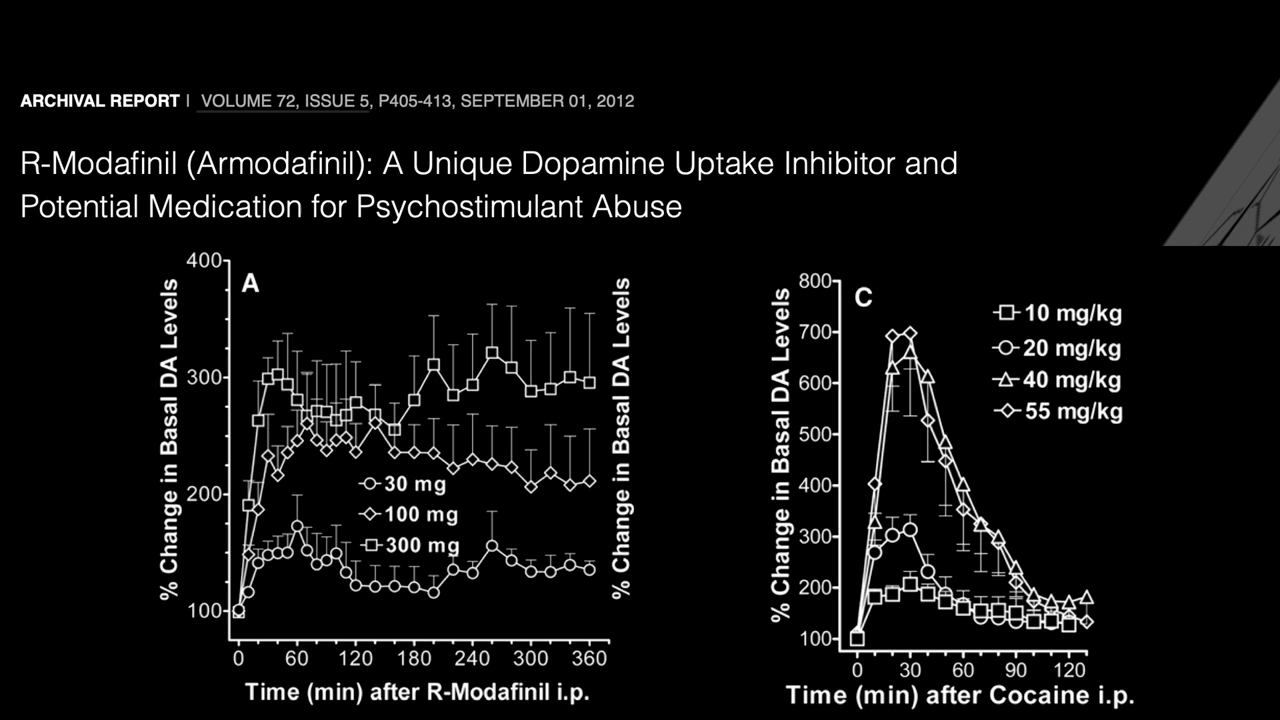 ARCHIVAL REPORT | VOLUME 72, ISSUE 5, P405-413, SEPTEMBER 01, 2012
R-Modafinil (Armodafinil): A Unique Dopamine Uptake Inhibitor and
Potential Medication for Psychostimulant Abuse
% Change in Basal DA Levels
400
300
200
100
A
30 mg
100 mg
300 mg
0 60 120 180 240 300 360
Time (min) after R-Modafinil i.p.
% Change in Basal DA Levels
% Change in Basal DA Levels
800
700
600
500
400
300
200
100
C
10 mg/kg
20 mg/kg
40 mg/kg
55 mg/kg
0 30 60 90 120
Time (min) after Cocaine i.p.